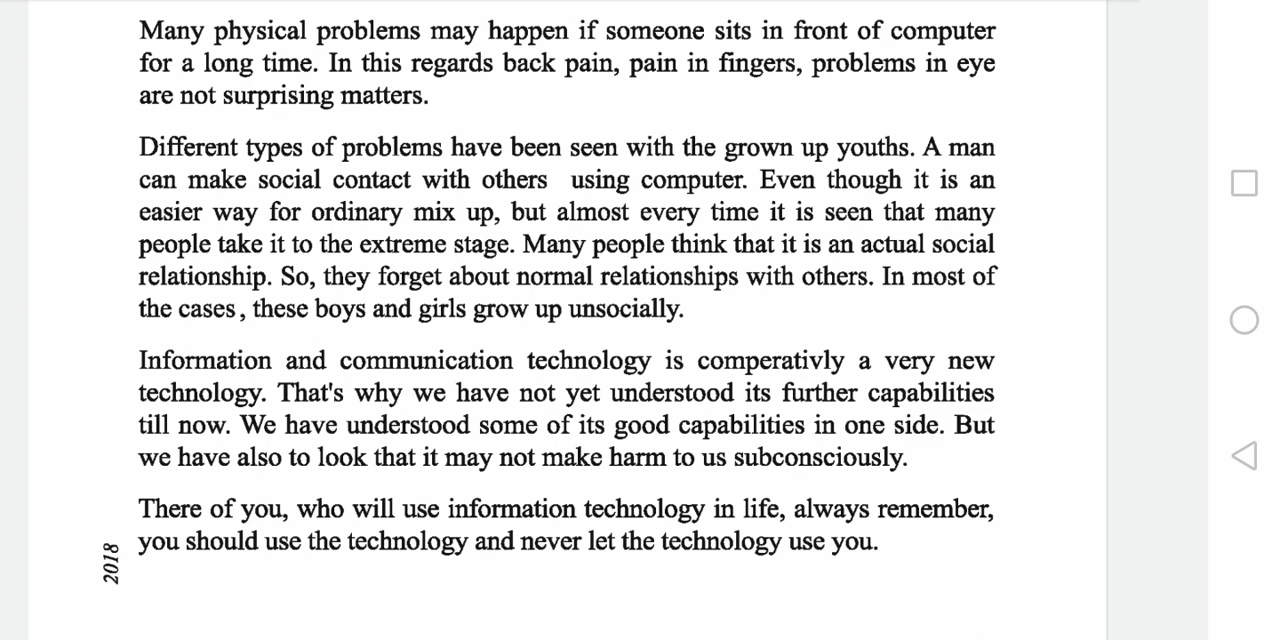 Many physical problems may happen if someone sits in front of computer
for a long time. In this regards back pain, pain in fingers, problems in eye
are not surprising matters.
Different types of problems have been seen with the grown up youths. A man
can make social contact with others using computer. Even though it is an
easier way for ordinary mix up, but almost every time it is seen that many
people take it to the extreme stage. Many people think that it is an actual social
relationship. So, they forget about normal relationships with others. In most of
the cases, these boys and girls grow up unsocially.
Information and communication technology is comperativly a very new
technology. That's why we have not yet understood its further capabilities
till now. We have understood some of its good capabilities in one side. But
we have also to look that it may not make harm to us subconsciously.
There of you, who will use information technology in life, always remember,
you should use the technology and never let the technology use you.
2018